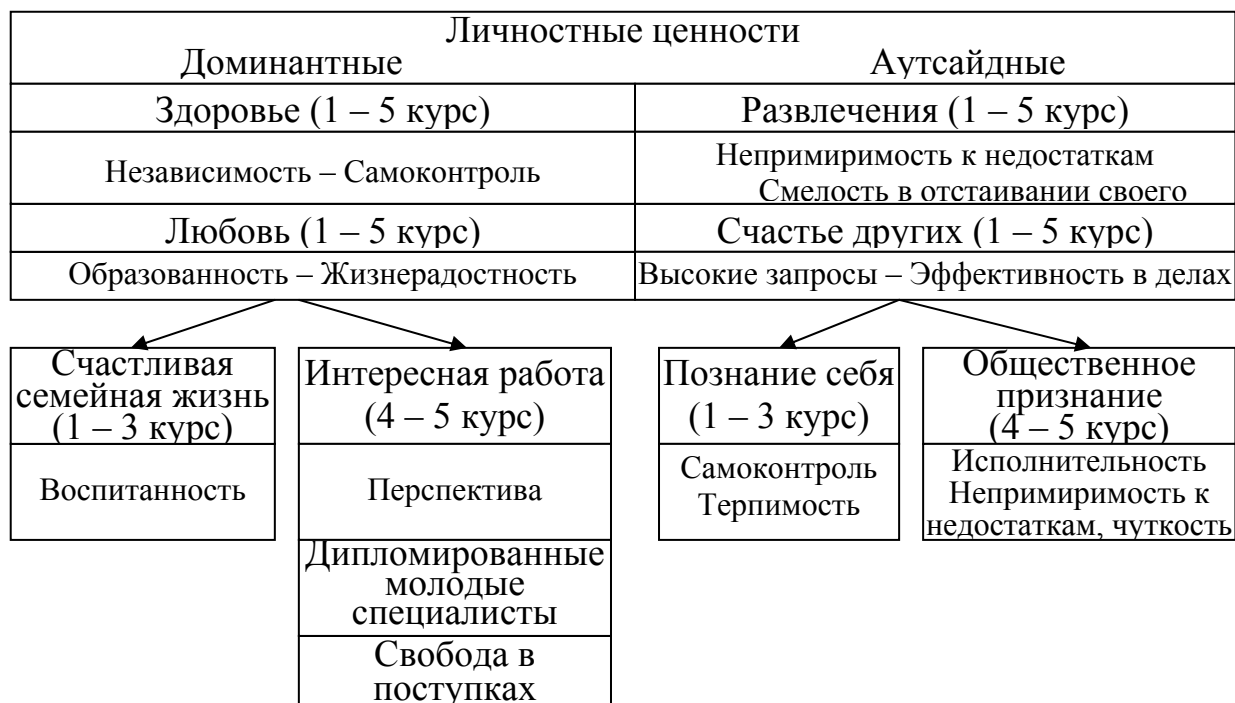 Личностные ценности
Доминантные
Аутсайдные
Здоровье (1 – 5 курс)
Развлечения (1 – 5 курс)
Независимость – Самоконтроль
Непримиримость к недостаткам
Смелость в отстаивании своего
Любовь (1 – 5 курс)
Счастье других (1 – 5 курс)
Образованность – Жизнерадостность
Высокие запросы – Эффективность в делах
Счастливая
семейная жизнь
(1 – 3 курс)
Воспитанность
Интересная работа
(4 – 5 курс)
Перспектива
Дипломированные
молодые
специалисты
Свобода в
поступках
Познание себя
(1 – 3 курс)
Самоконтроль
Терпимость
Общественное
признание
(4 – 5 курс)
Исполнительность
Непримиримость к
недостаткам, чуткость